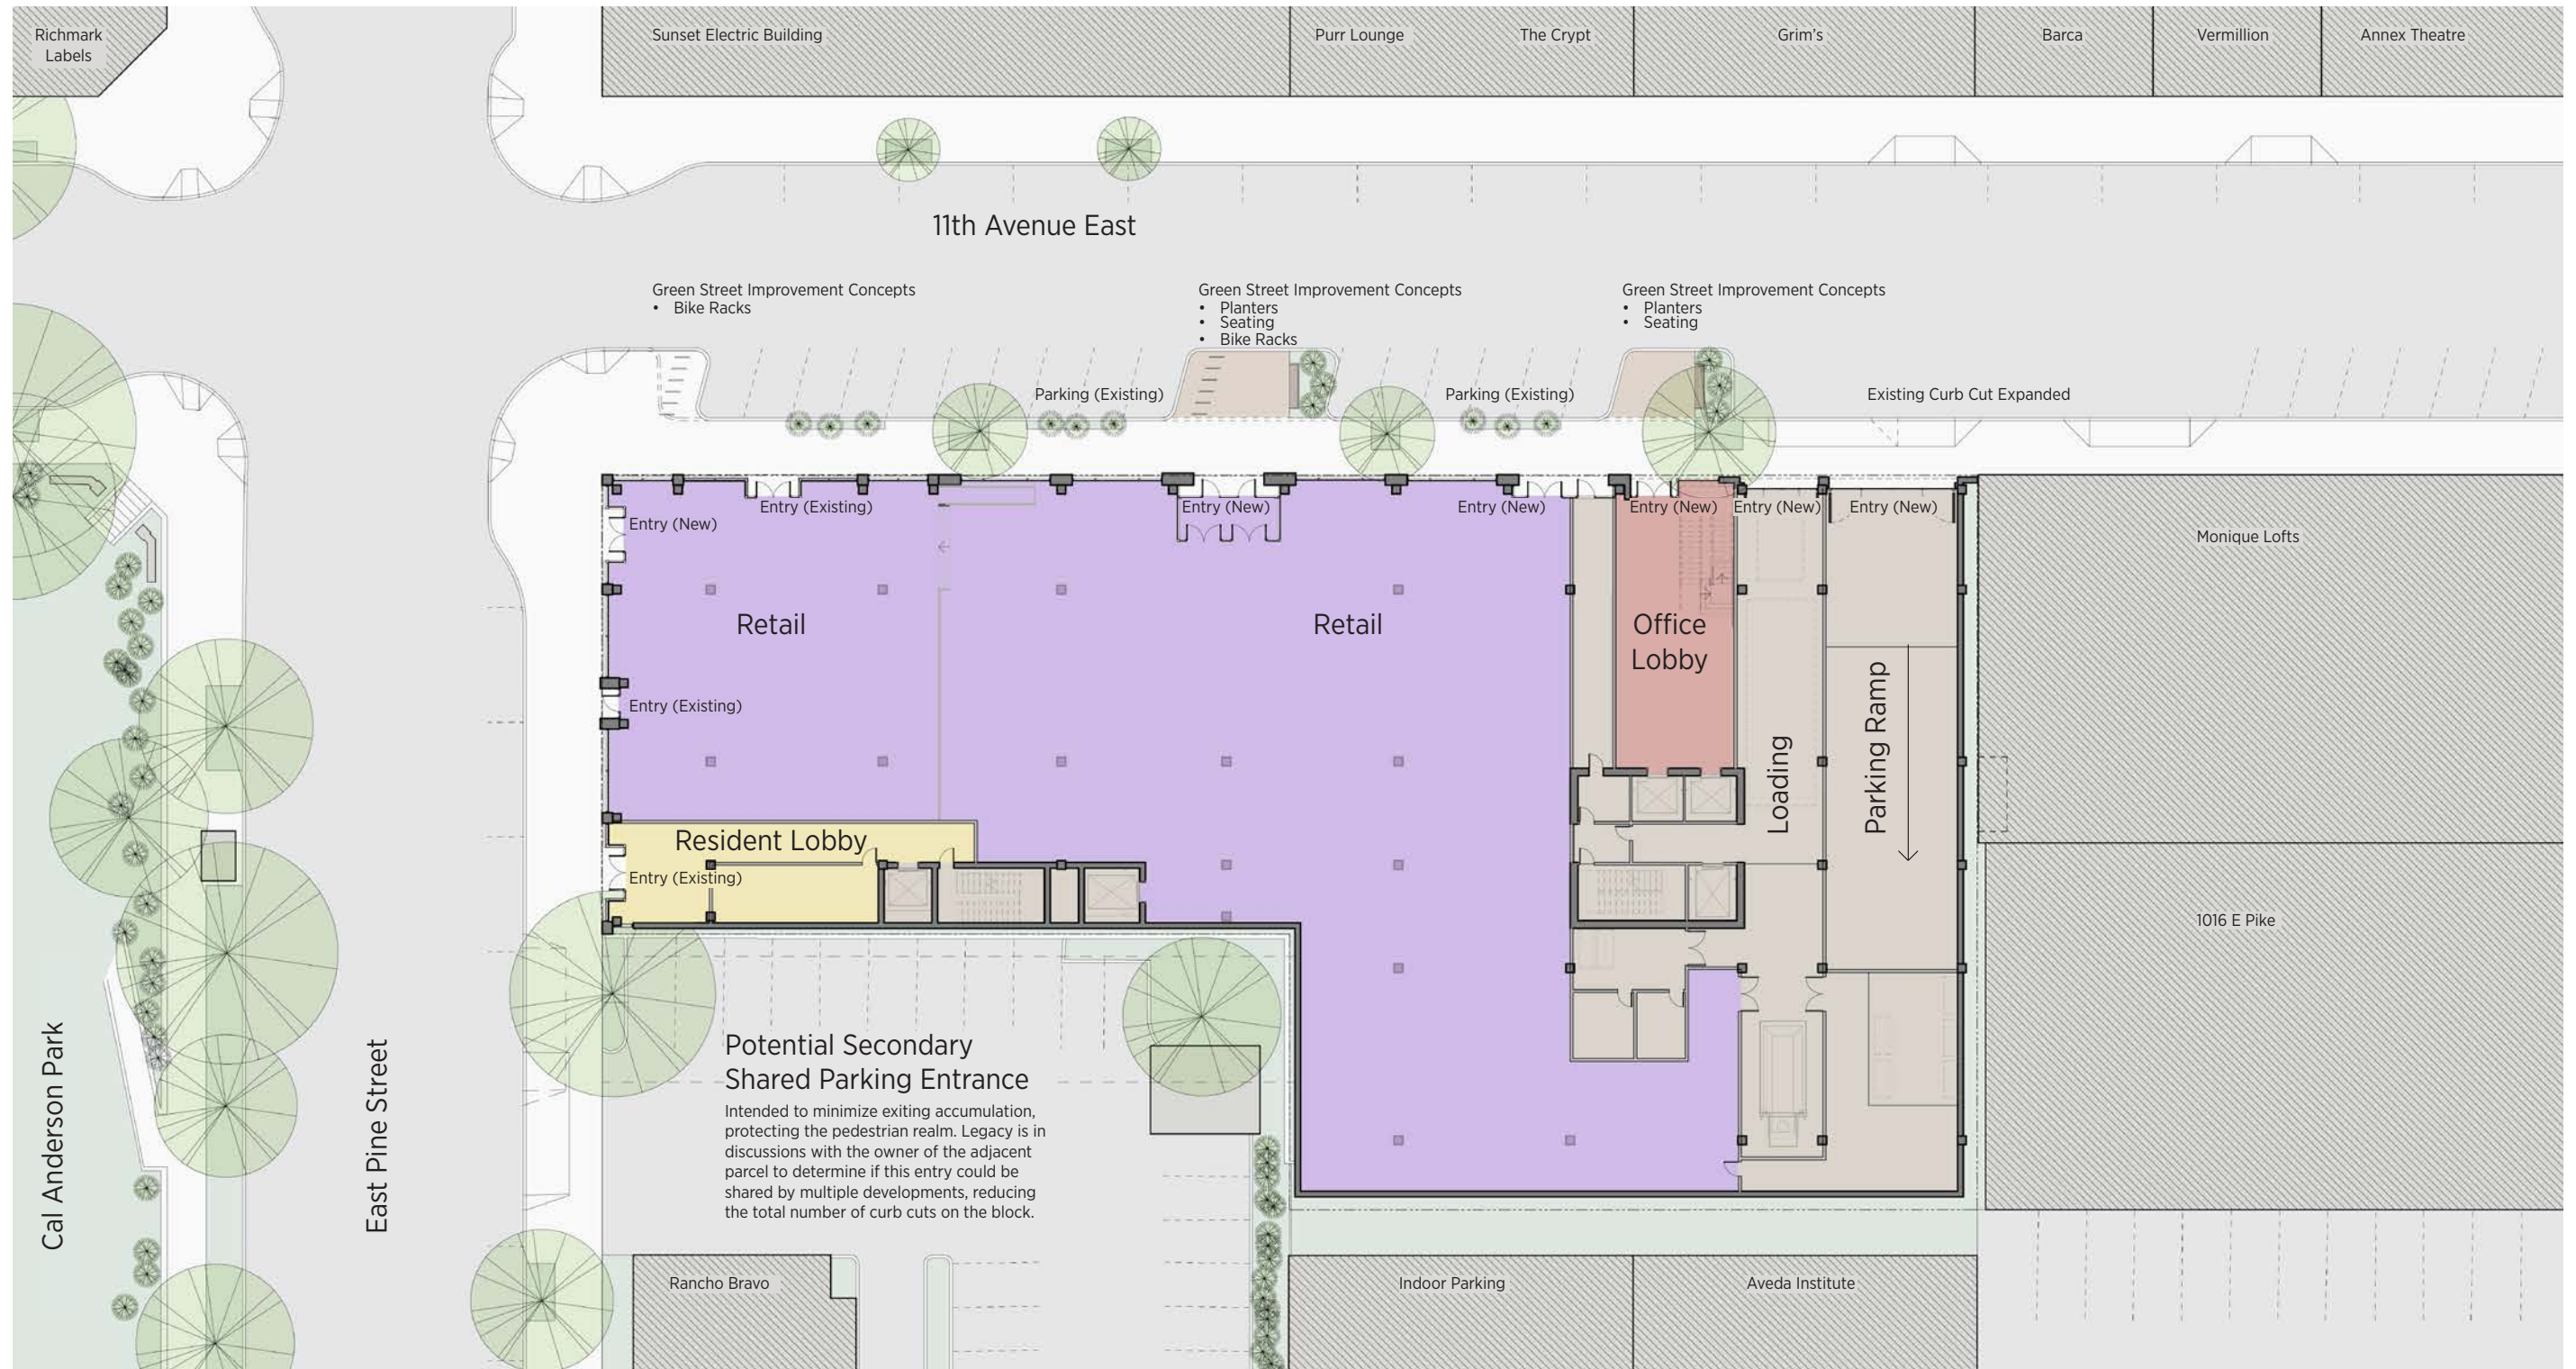 Richmark
Labels
Sunset Electric Building
Purr Lounge
The Crypt
Grim's
Barca
Vermillion
Annex Theatre
11th Avenue East
Green Street Improvement Concepts
• Bike Racks
Green Street Improvement Concepts
• Planters
• Seating
• Bike Racks
Green Street Improvement Concepts
• Planters
• Seating
Parking (Existing)
Parking (Existing)
Existing Curb Cut Expanded
Entry (New)
Entry (Existing)
Entry (New)
Entry (New)
Entry (New)
Entry (New)
Entry (New)
Monique Lofts
Retail
Retail
Office
Lobby
Entry (Existing)
Loading
Parking Ramp
Resident Lobby
Entry (Existing)
1016 E Pike
Cal Anderson Park
East Pine Street
Potential Secondary
Shared Parking Entrance
Intended to minimize exiting accumulation,
protecting the pedestrian realm. Legacy is in
discussions with the owner of the adjacent
parcel to determine if this entry could be
shared by multiple developments, reducing
the total number of curb cuts on the block.
Rancho Bravo
Indoor Parking
Aveda Institute